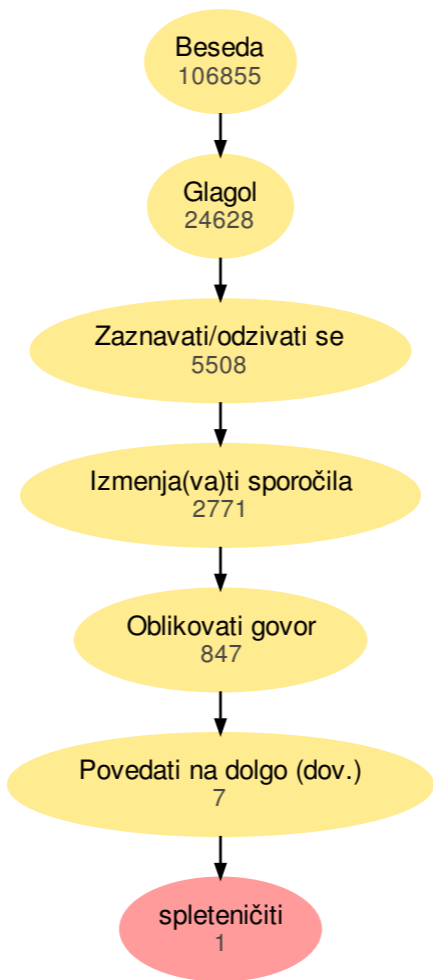 Beseda
106855
Glagol
24628
Zaznavati/odzivati se
5508
Izmenja(va)ti sporočila
2771
Oblikovati govor
847
Povedati na dolgo (dov.)
7
spleteničiti
1